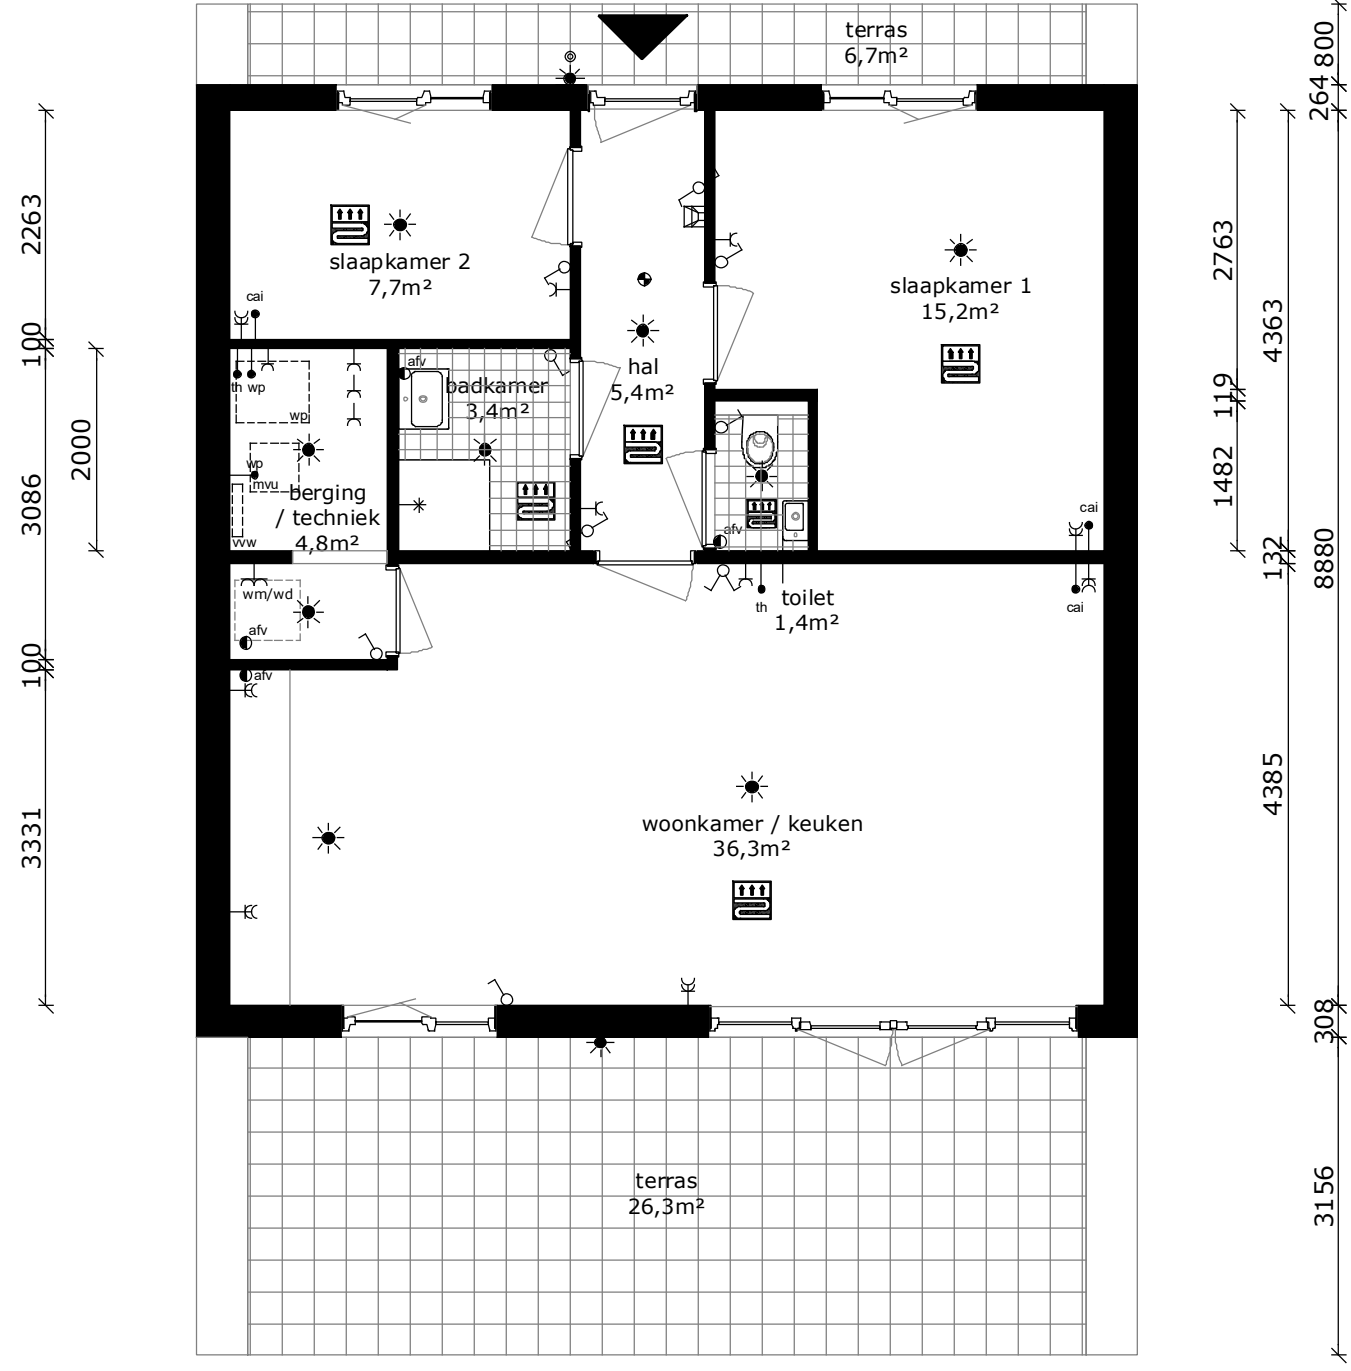 terras
6,7m²
800
264
2263
2763
4363
slaapkamer 2
7,7m²
slaapkamer 1
15,2m²
cai
100
hal
5,4m²
afv
badkamer
3,4m²
th
wp
wp
119
2000
wp
mvu
berging
/ techniek
4,8m²
vvw
3086
1482
cai
afv
132
8880
wm/wd
afv
th
toilet
1,4m²
cai
100
afv
3331
4385
woonkamer / keuken
36,3m²
308
terras
26,3m²
3156